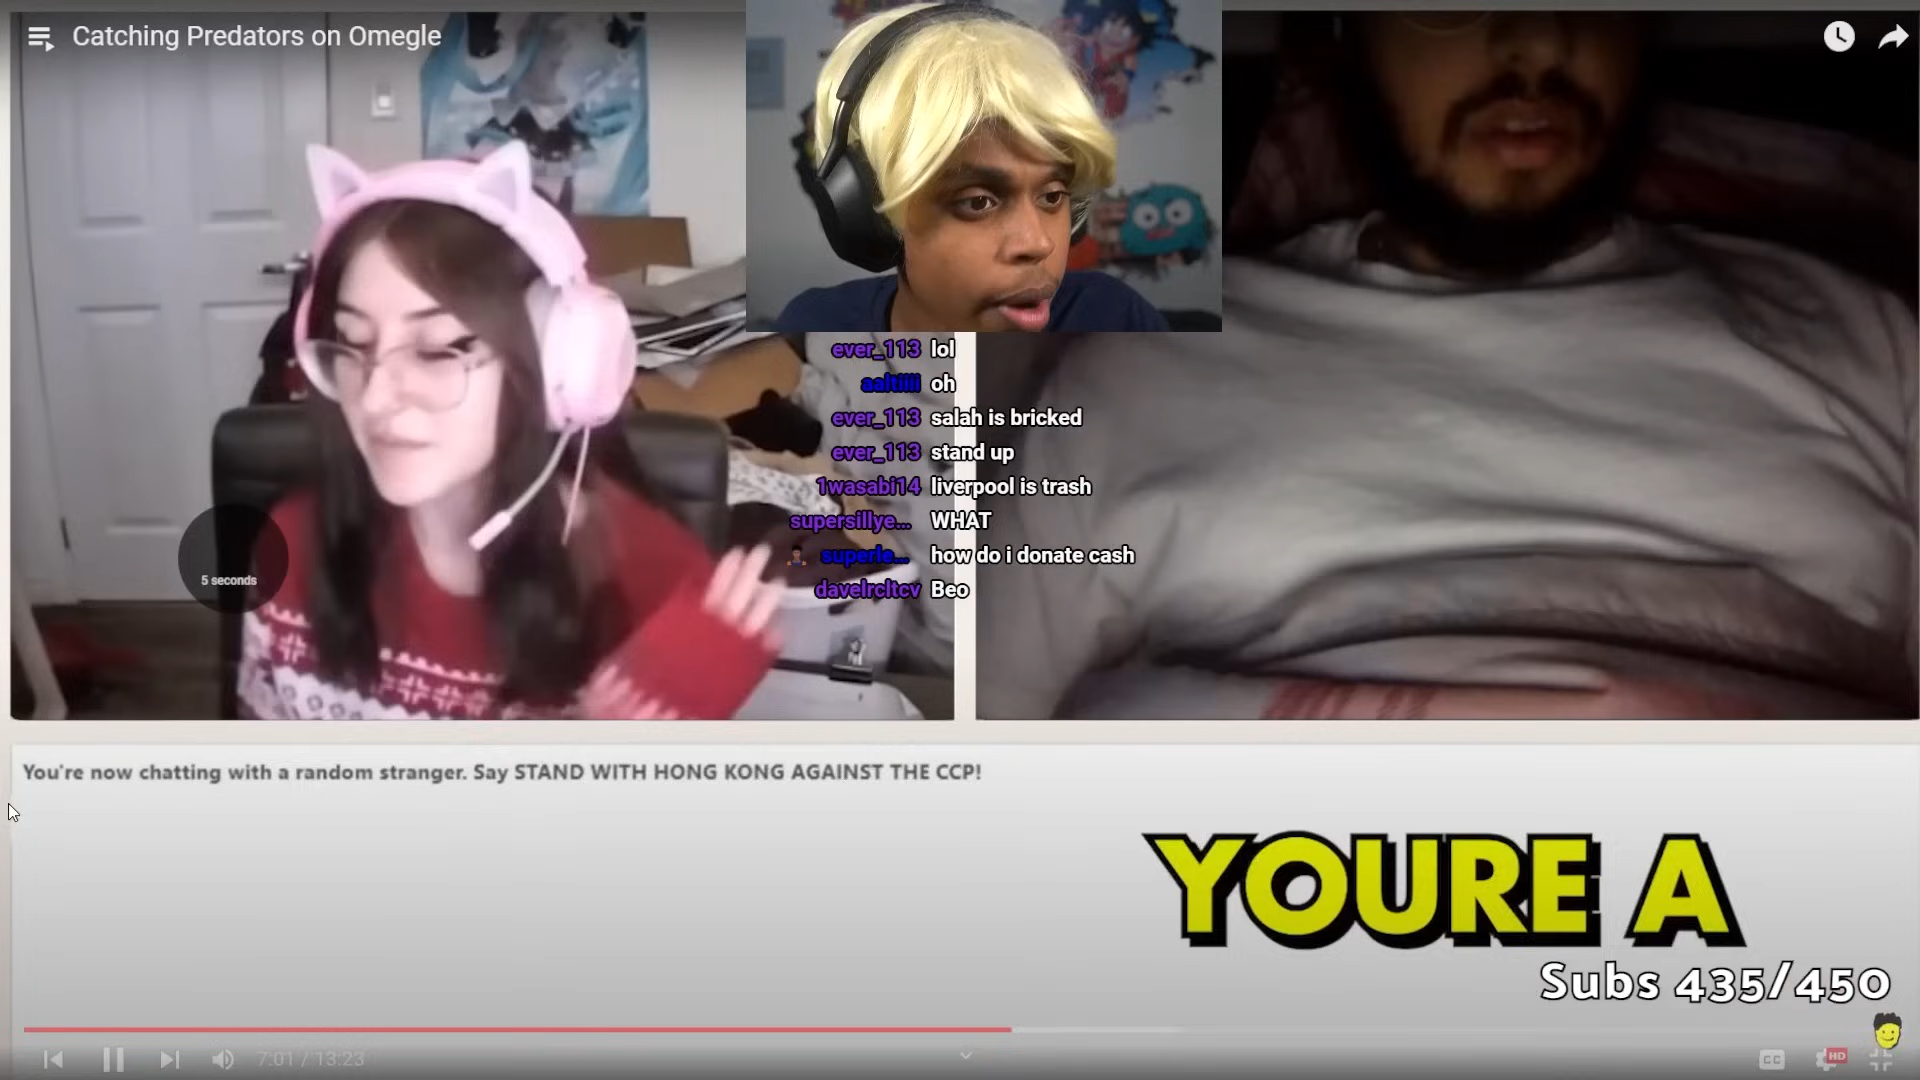 Catching Predators on Omegle
ever_113 lol
aaltiiii oh
ever_113 salah is bricked
ever_113 stand up
1wasabi14 liverpool is trash
supersillye... WHAT
superle... how do i donate cash
davelrcltcv Beo
5 seconds
You're now chatting with a random stranger. Say STAND WITH HONG KONG AGAINST THE CCP!
YOURE A
Subs 435/450
7:01 / 13:23
CC
HD